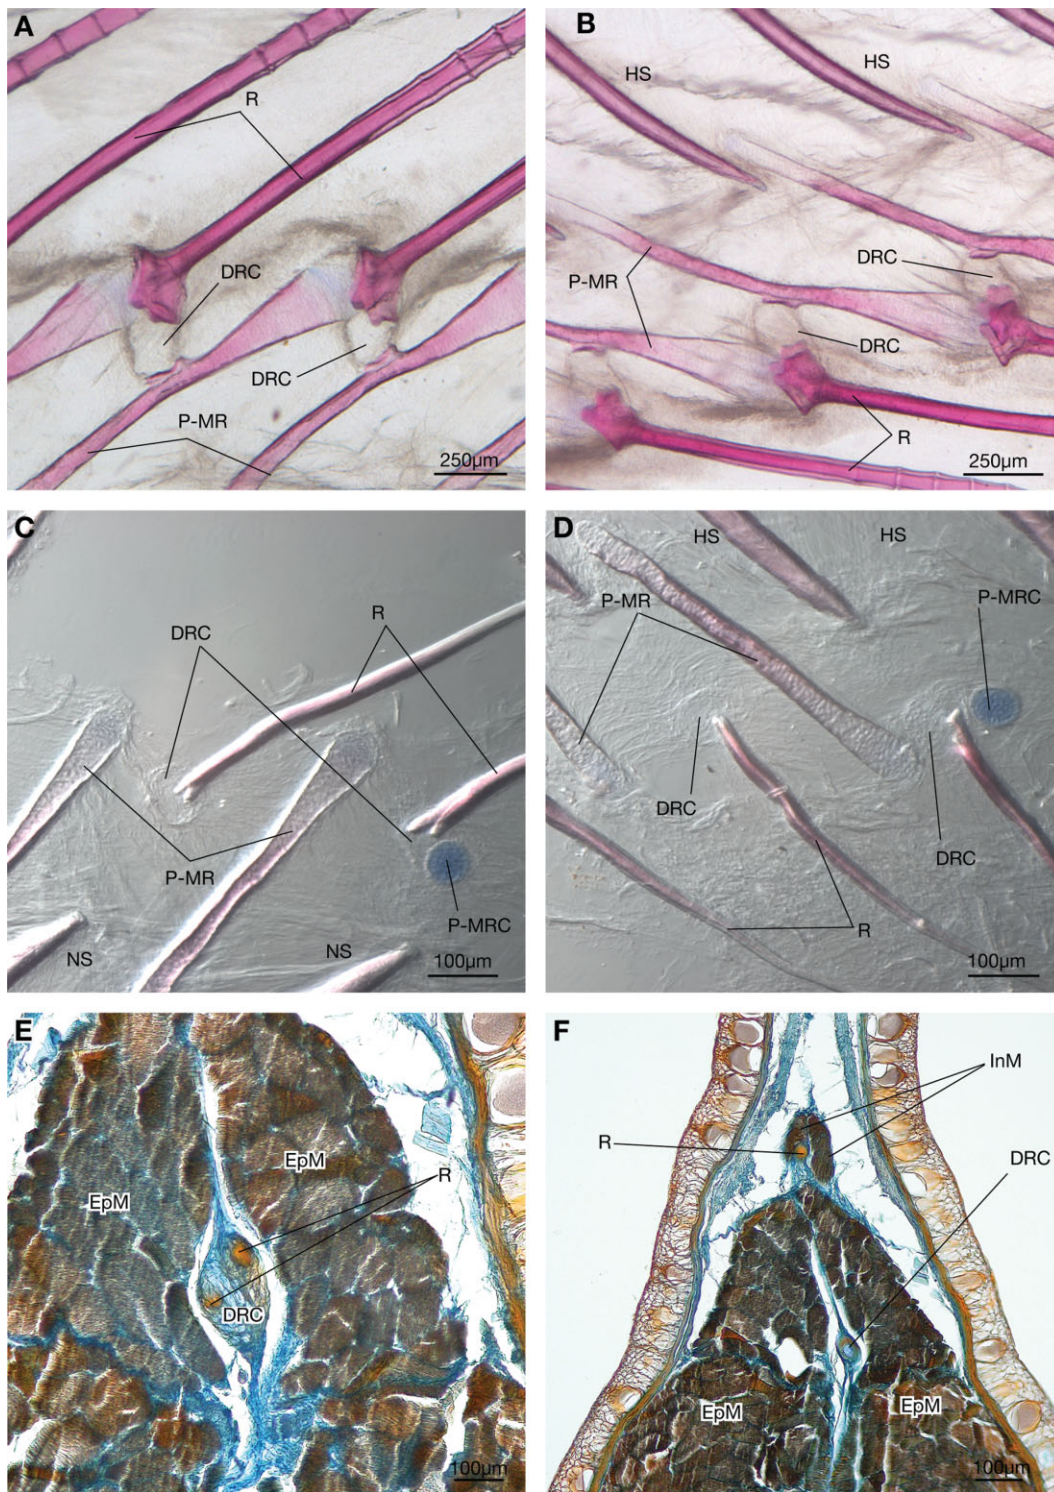 A
R
DRC
DRC
P-MR
250µm
B
HS
HS
P-MR
DRC
DRC
R
250µm
C
DRC
R
P-MR
P-MRC
NS
NS
100µm
D
HS
HS
P-MR
P-MRC
DRC
DRC
R
100µm
E
EpM
EpM
R
DRC
100µm
F
InM
R
DRC
EpM
EpM
100µm